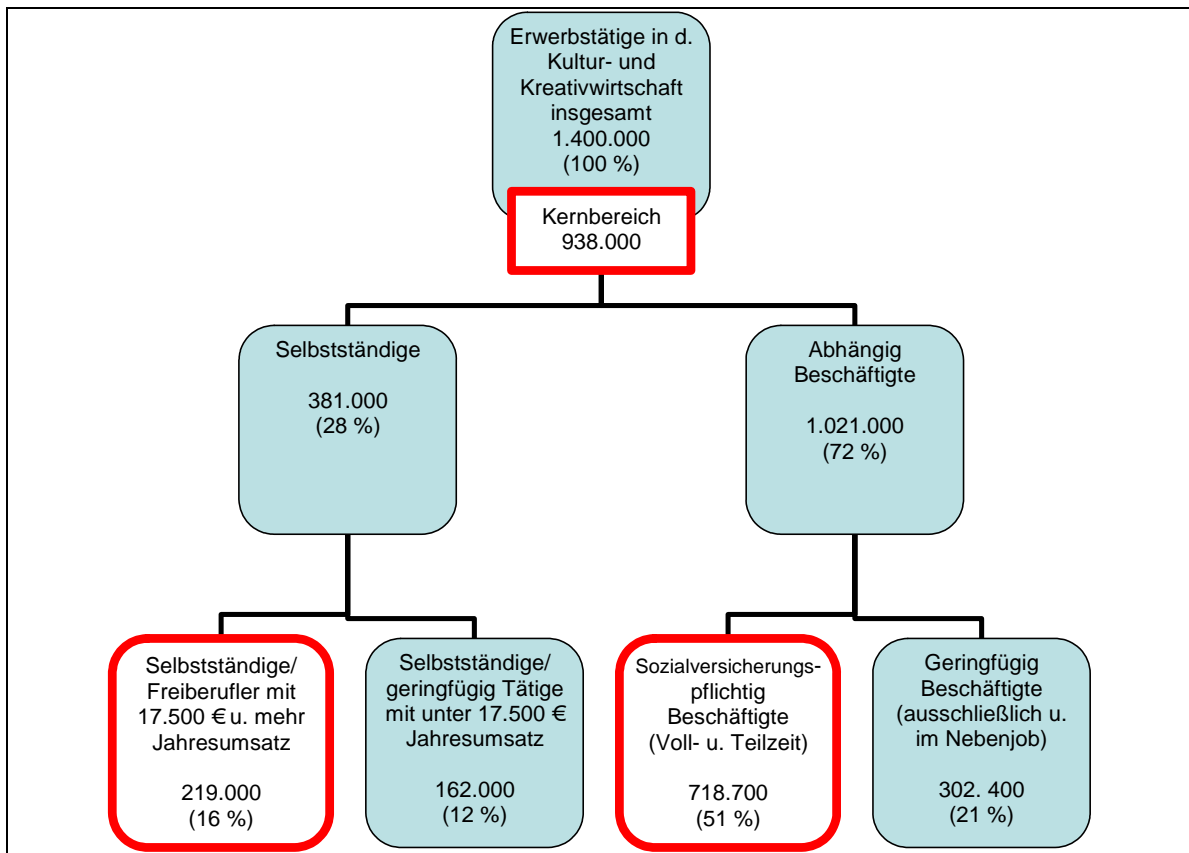 Erwerbstätige in d.
Kultur- und
Kreativwirtschaft
insgesamt
1.400.000
(100 %)
Kernbereich
938.000
Selbstständige
381.000
(28 %)
Abhängig
Beschäftigte
1.021.000
(72 %)
Selbstständige/
Freiberufler mit
17.500 € u. mehr
Jahresumsatz
219.000
(16 %)
Selbstständige/
geringfügig Tätige
mit unter 17.500 €
Jahresumsatz
162.000
(12 %)
Sozialversicherungs-
pflichtig
Beschäftigte
(Voll- u. Teilzeit)
718.700
(51 %)
Geringfügig
Beschäftigte
(ausschließlich u.
im Nebenjob)
302. 400
(21 %)